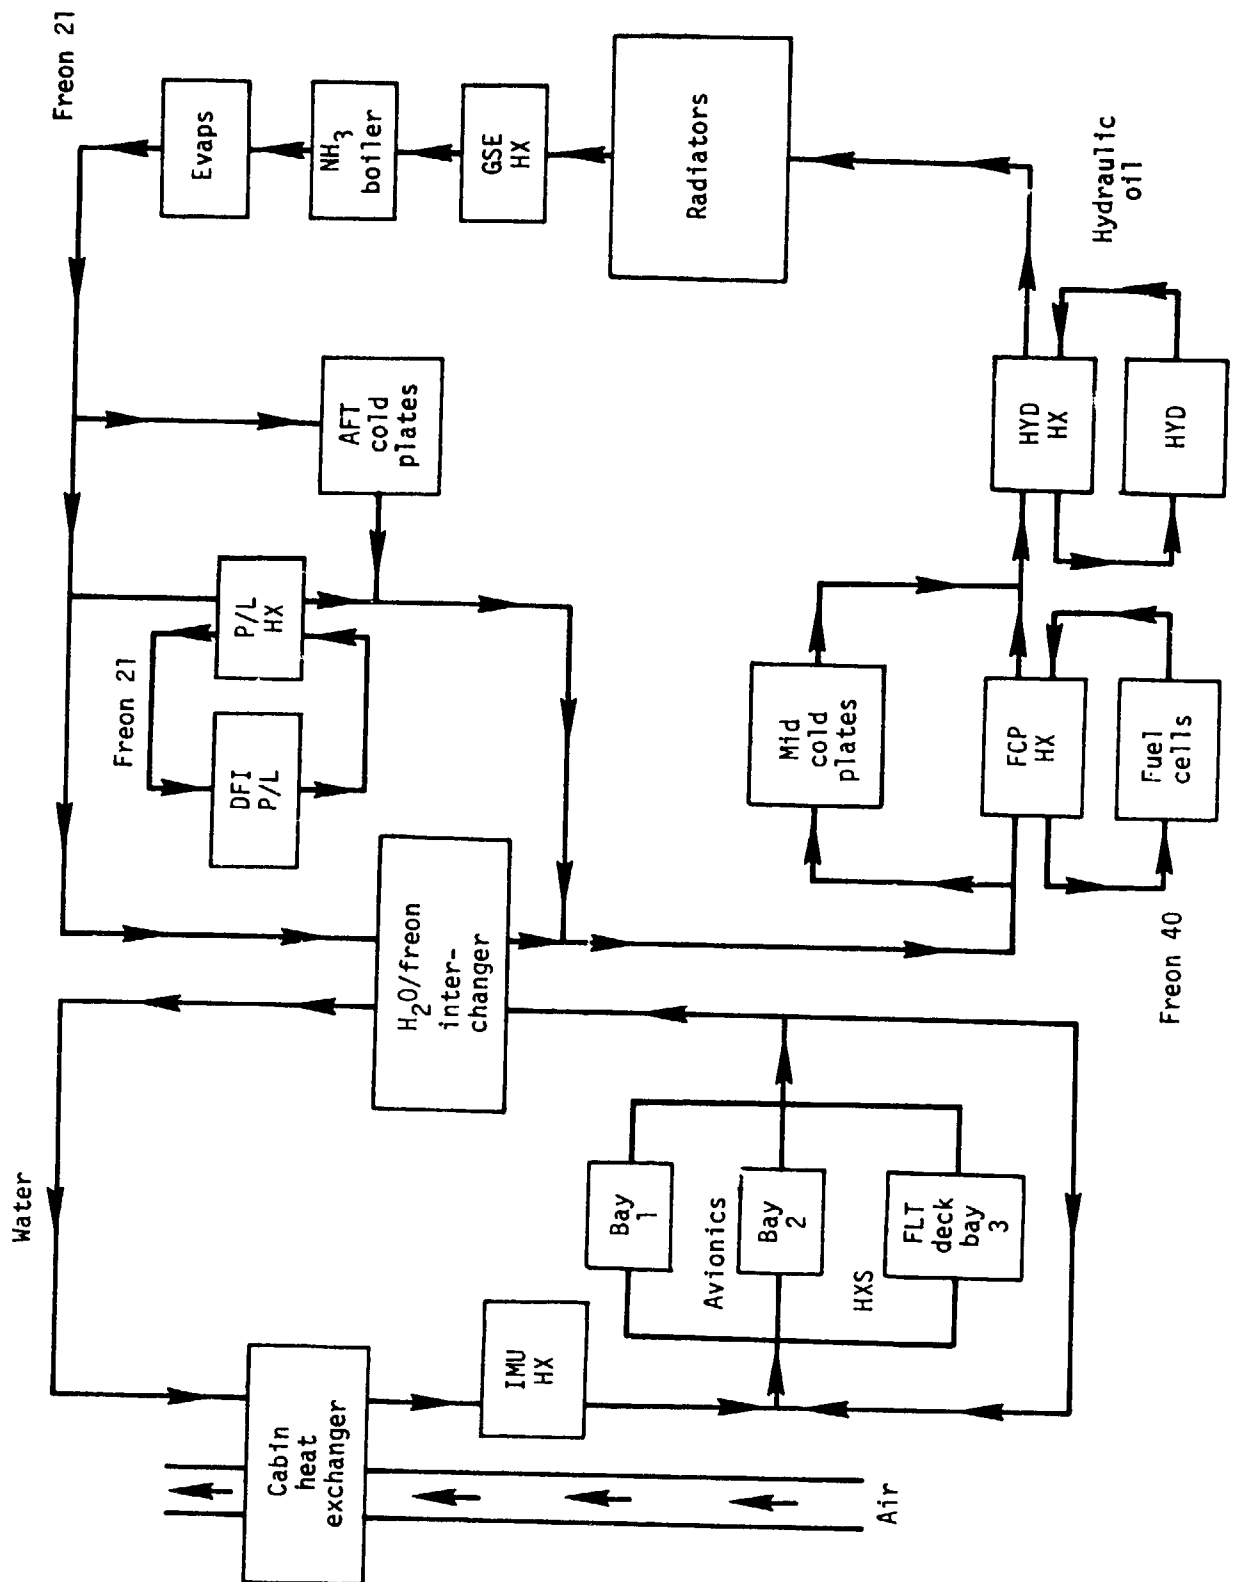 Freon 21
Evaps
NH3
boiler
GSE
HX
Radiators
Hydraulic
oil
AFT
cold
plates
P/L
HX
Freon 21
DFI
P/L
HYD
HX
HYD
Mid
cold
plates
FCP
HX
Fuel
cells
Freon 40
H2O/freon
inter-
changer
Water
Bay
1
Avionics
Bay
2
HXS
FLT
deck
bay
3
IMU
HX
Cabin
heat
exchanger
Air